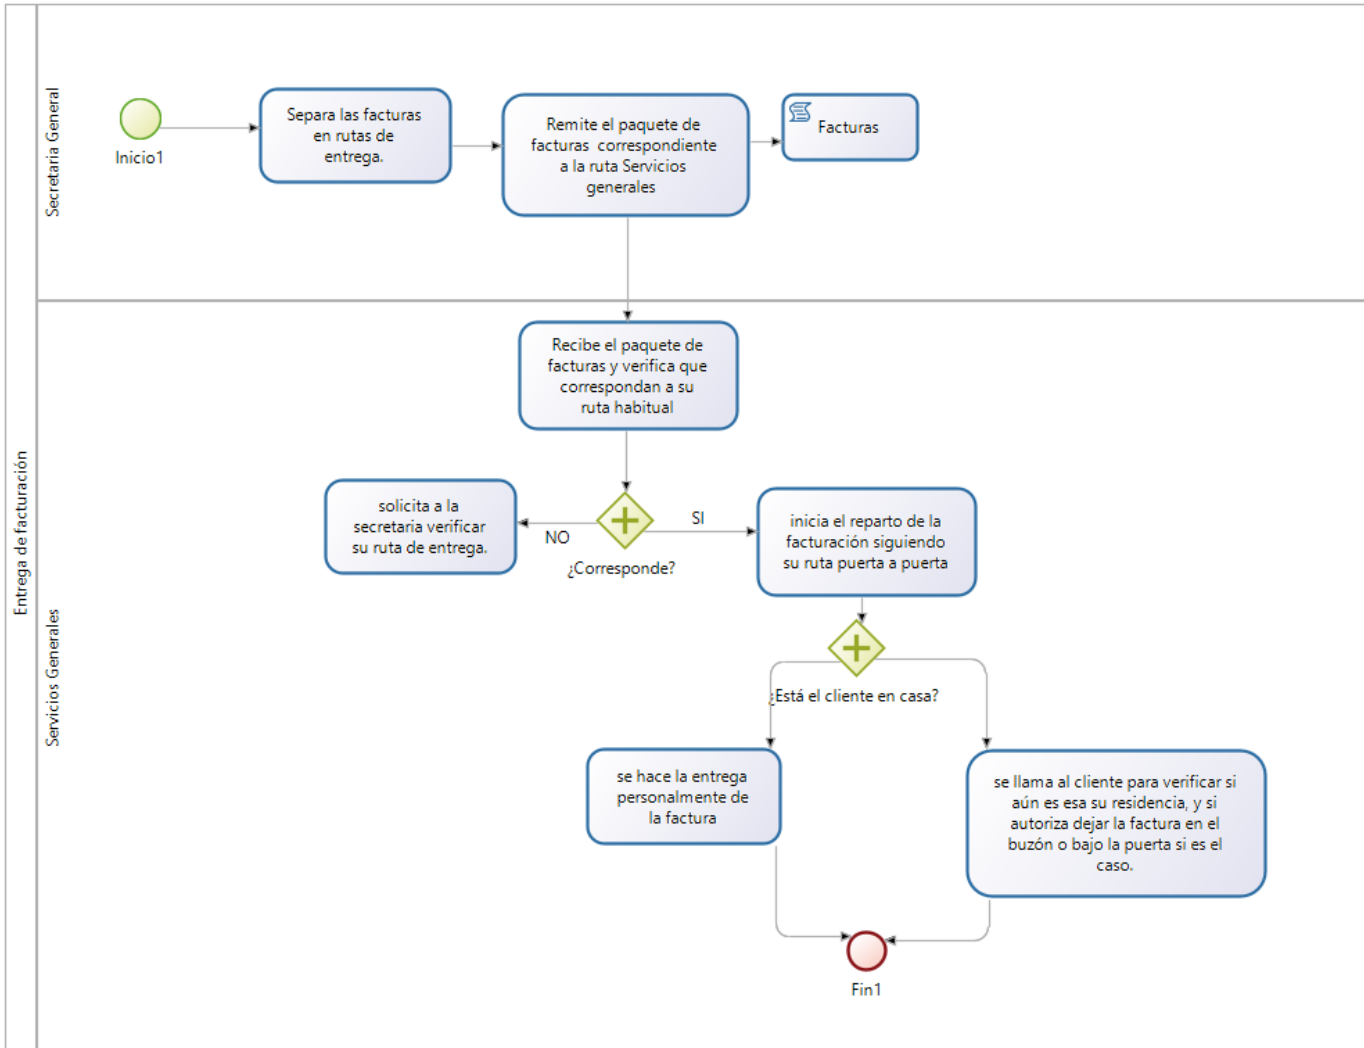 Entrega de facturación
Secretaria General
Inicio1
Separa las facturas
en rutas de
entrega.
Remite el paquete de
facturas correspondiente
a la ruta Servicios
generales
Facturas
Servicios Generales
Recibe el paquete de
facturas y verifica que
correspondan a su
ruta habitual
solicita a la
secretaria verificar
su ruta de entrega.
NO
SI
¿Corresponde?
inicia el reparto de la
facturación siguiendo
su ruta puerta a puerta
¿Está el cliente en casa?
se hace la entrega
personalmente de
la factura
se llama al cliente para verificar si
aún es esa su residencia, y si
autoriza dejar la factura en el
buzón o bajo la puerta si es el
caso.
Fin1